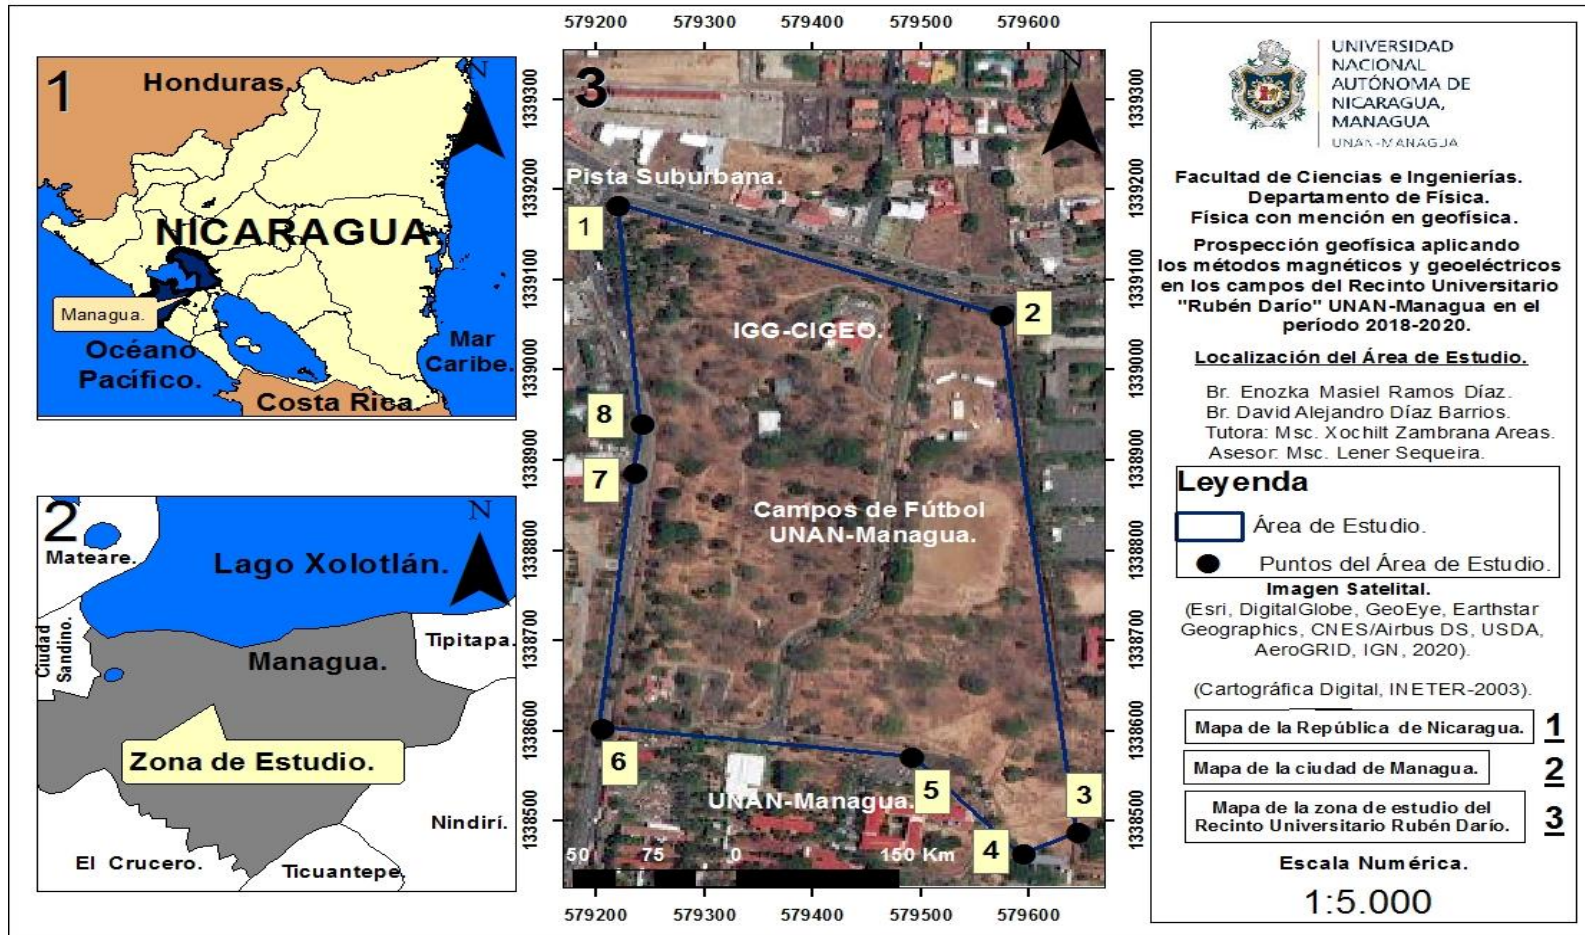 1
N
Honduras.
NICARAGUA.
Managua.
Océano
Pacífico.
Mar
Caribe.
Costa Rica.
2
N
Mateare.
Lago Xolotlán.
Ciudad
Sandino.
Tipitapa.
Managua.
Zona de Estudio.
Nindirí.
El Crucero.
Ticuantepe.
579200 579300 579400 579500 579600
3
N
1339300
1339200
1339100
1339000
1338900
1338800
1338700
1338600
1338500
1339300
1339200
1339100
1339000
1338900
1338800
1338700
1338600
1338500
Pista Suburbana.
1
2
IGG-CIGEO.
8
7
Campos de Fútbol
UNAN-Managua.
6
5
3
UNAN-Managua.
4
50 75 0 150 Km
579200 579300 579400 579500 579600
UNIVERSIDAD
NACIONAL
AUTÓNOMA DE
NICARAGUA,
MANAGUA
UNAN-MANAGUA
Facultad de Ciencias e Ingenierías.
Departamento de Física.
Física con mención en geofísica.
Prospección geofísica aplicando
los métodos magnéticos y geoeléctricos
en los campos del Recinto Universitario
"Rubén Darío" UNAN-Managua en el
período 2018-2020.
Localización del Área de Estudio.
Br. Enozka Masiel Ramos Díaz.
Br. David Alejandro Díaz Barrios.
Tutora: Msc. Xochilt Zambrana Areas.
Asesor: Msc. Lener Sequeira.
Leyenda
Área de Estudio.
Puntos del Área de Estudio.
Imagen Satelital.
(Esri, DigitalGlobe, GeoEye, Earthstar
Geographics, CNES/Airbus DS, USDA,
AeroGRID, IGN, 2020).
(Cartográfica Digital, INETER-2003).
Mapa de la República de Nicaragua. 1
Mapa de la ciudad de Managua. 2
Mapa de la zona de estudio del
Recinto Universitario Rubén Darío. 3
Escala Numérica.
1:5.000